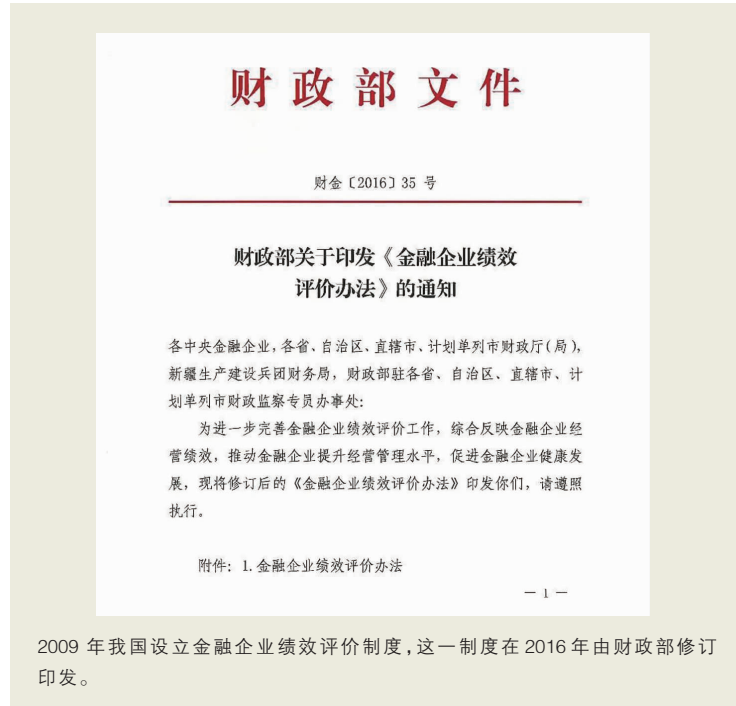 财政部文件
财金〔2016〕35 号
财政部关于印发《金融企业绩效
评价办法》的通知
各中央金融企业,各省、自治区、直辖市、计划单列市财政厅(局),
新疆生产建设兵团财务局，财政部驻各省、自治区、直辖市、计
划单列市财政监察专员办事处:
为进一步完善金融企业绩效评价工作，综合反映金融企业经
营绩效，推动金融企业提升经营管理水平，促进金融企业健康发
展，现将修订后的《金融企业绩效评价办法》印发你们，请遵照
执行。
附件：1.金融企业绩效评价办法
— 1 —
2009 年我国设立金融企业绩效评价制度,这一制度在 2016 年由财政部修订
印发。